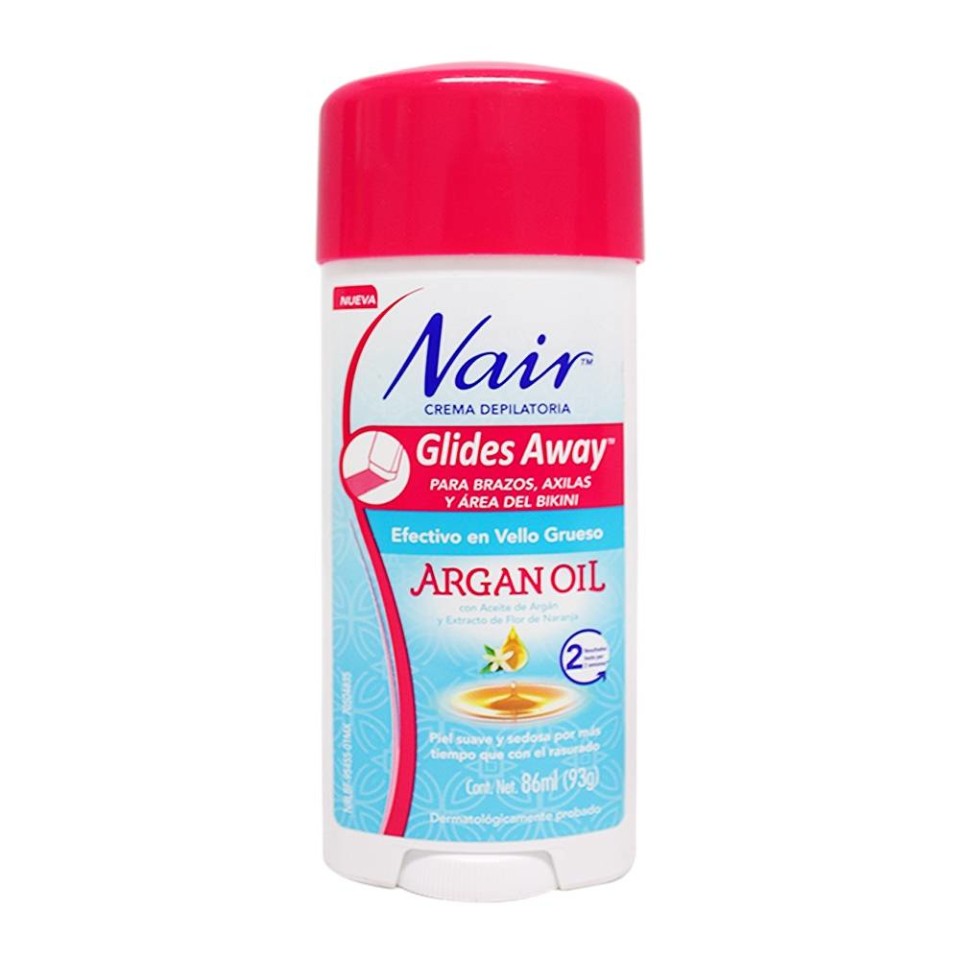 NUEVA
Nair™
CREMA DEPILATORIA
Glides Away™
PARA BRAZOS, AXILAS
Y ÁREA DEL BIKINI
Efectivo en Vello Grueso
ARGAN OIL
con Aceite de Argán
y Extracto de Flor de Naranja
2
Piel suave y sedosa por más
tiempo que con el rasurado
Cont. Net. 86ml (93g)
Dermatológicamente probado